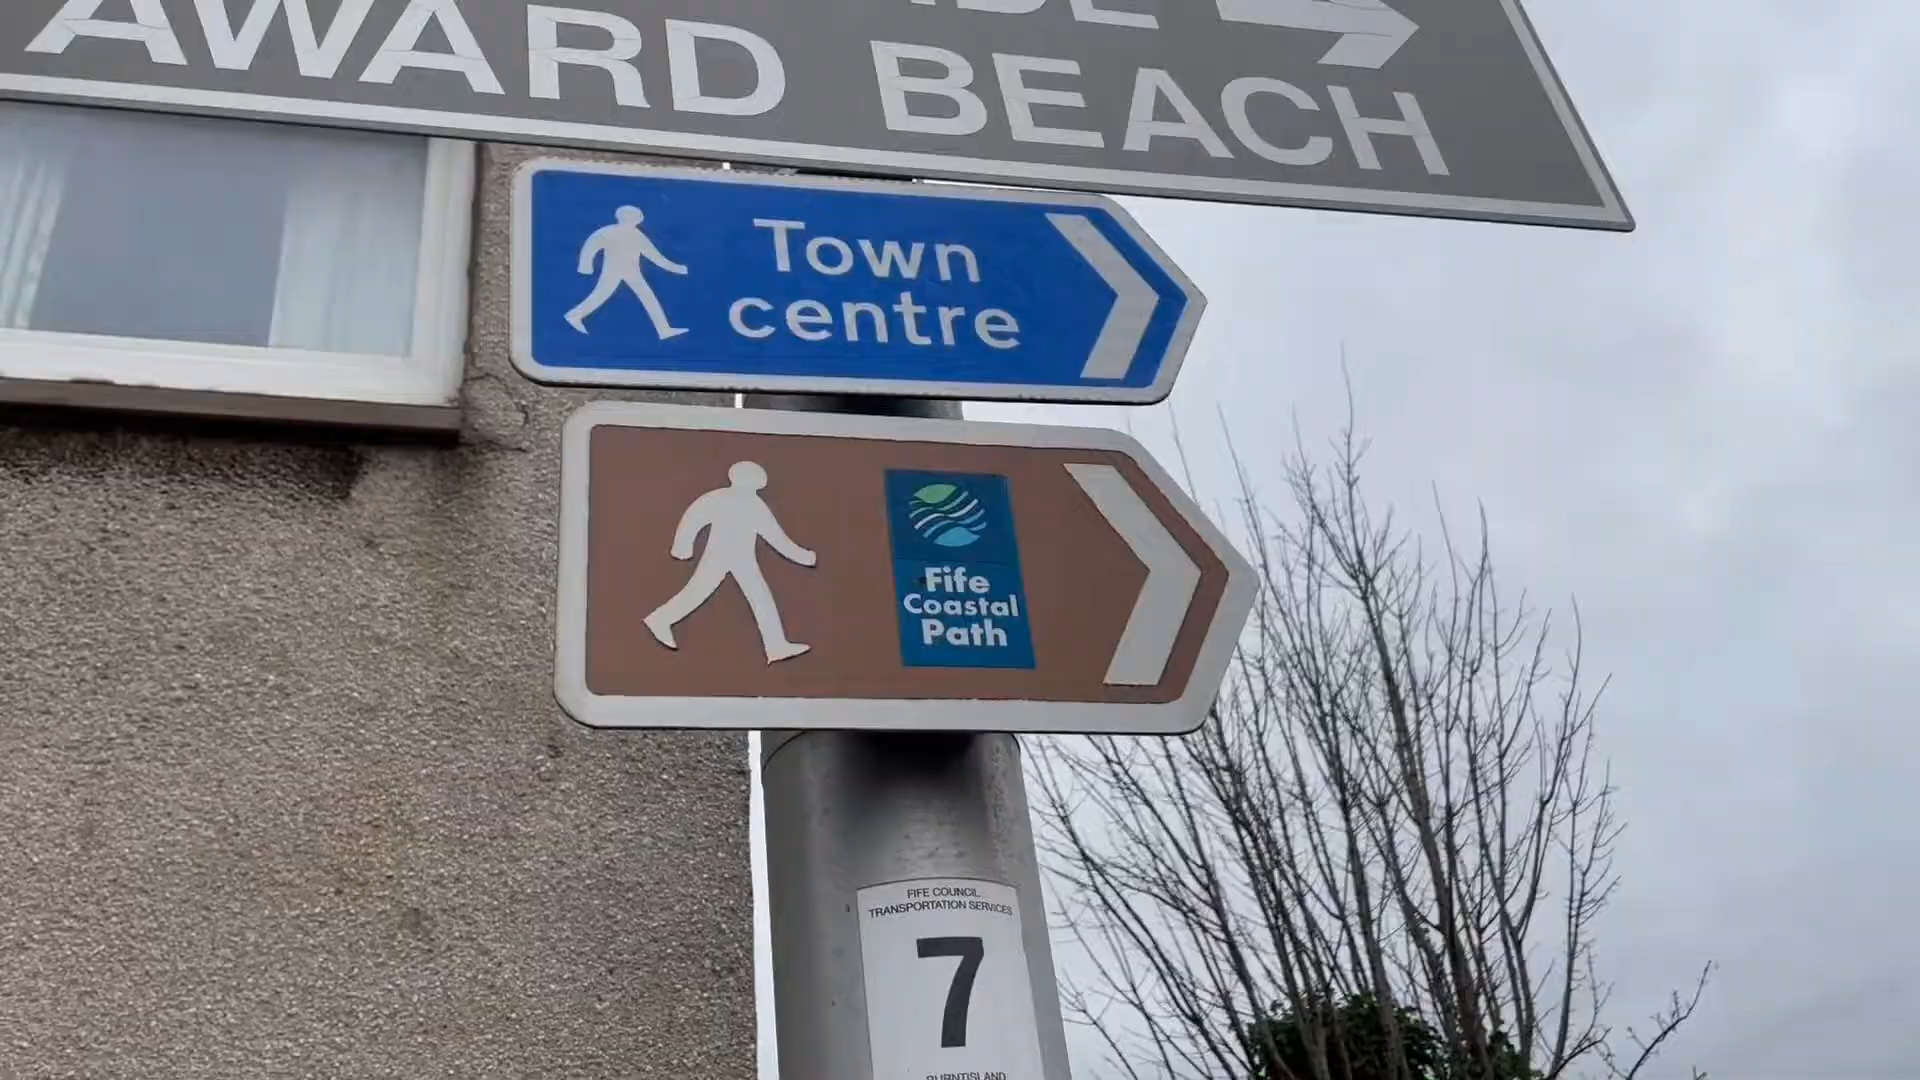 AWARD BEACH
Town
centre
Fife
Coastal
Path
FIFE COUNCIL
TRANSPORTATION SERVICES
7
BURNTISLAND